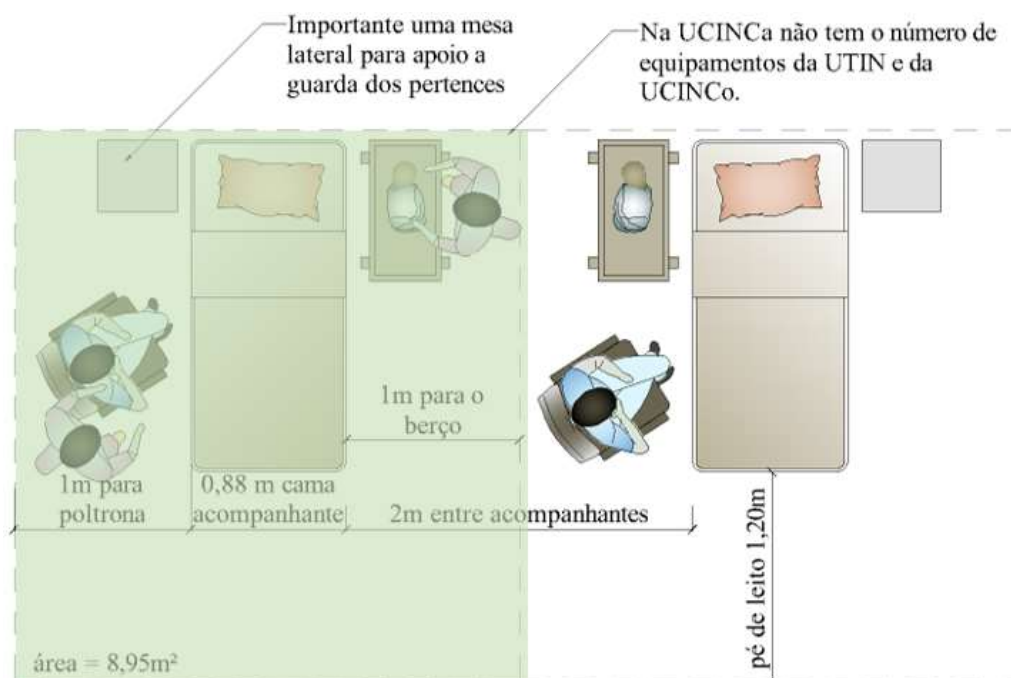 Importante uma mesa
lateral para apoio a
guarda dos pertences
Na UCINCa não tem o número de
equipamentos da UTIN e da
UCINCo.
1m para o
berço
1m para
poltrona
0,88 m cama
acompanhante
2m entre acompanhantes
pé de leito 1,20m
área = 8,95m²